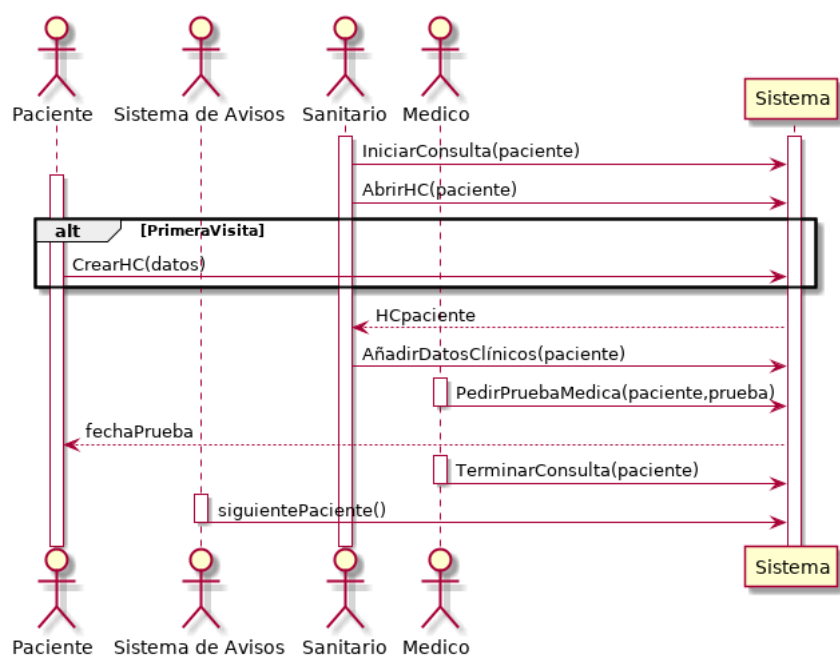 Paciente
Sistema de Avisos
Sanitario
Medico
Sistema
IniciarConsulta(paciente)
AbrirHC(paciente)
alt
[PrimeraVisita]
CrearHC(datos)
HCpaciente
AñadirDatosClínicos(paciente)
PedirPruebaMedica(paciente,prueba)
fechaPrueba
TerminarConsulta(paciente)
siguientePaciente()
Sistema
Paciente
Sistema de Avisos
Sanitario
Medico